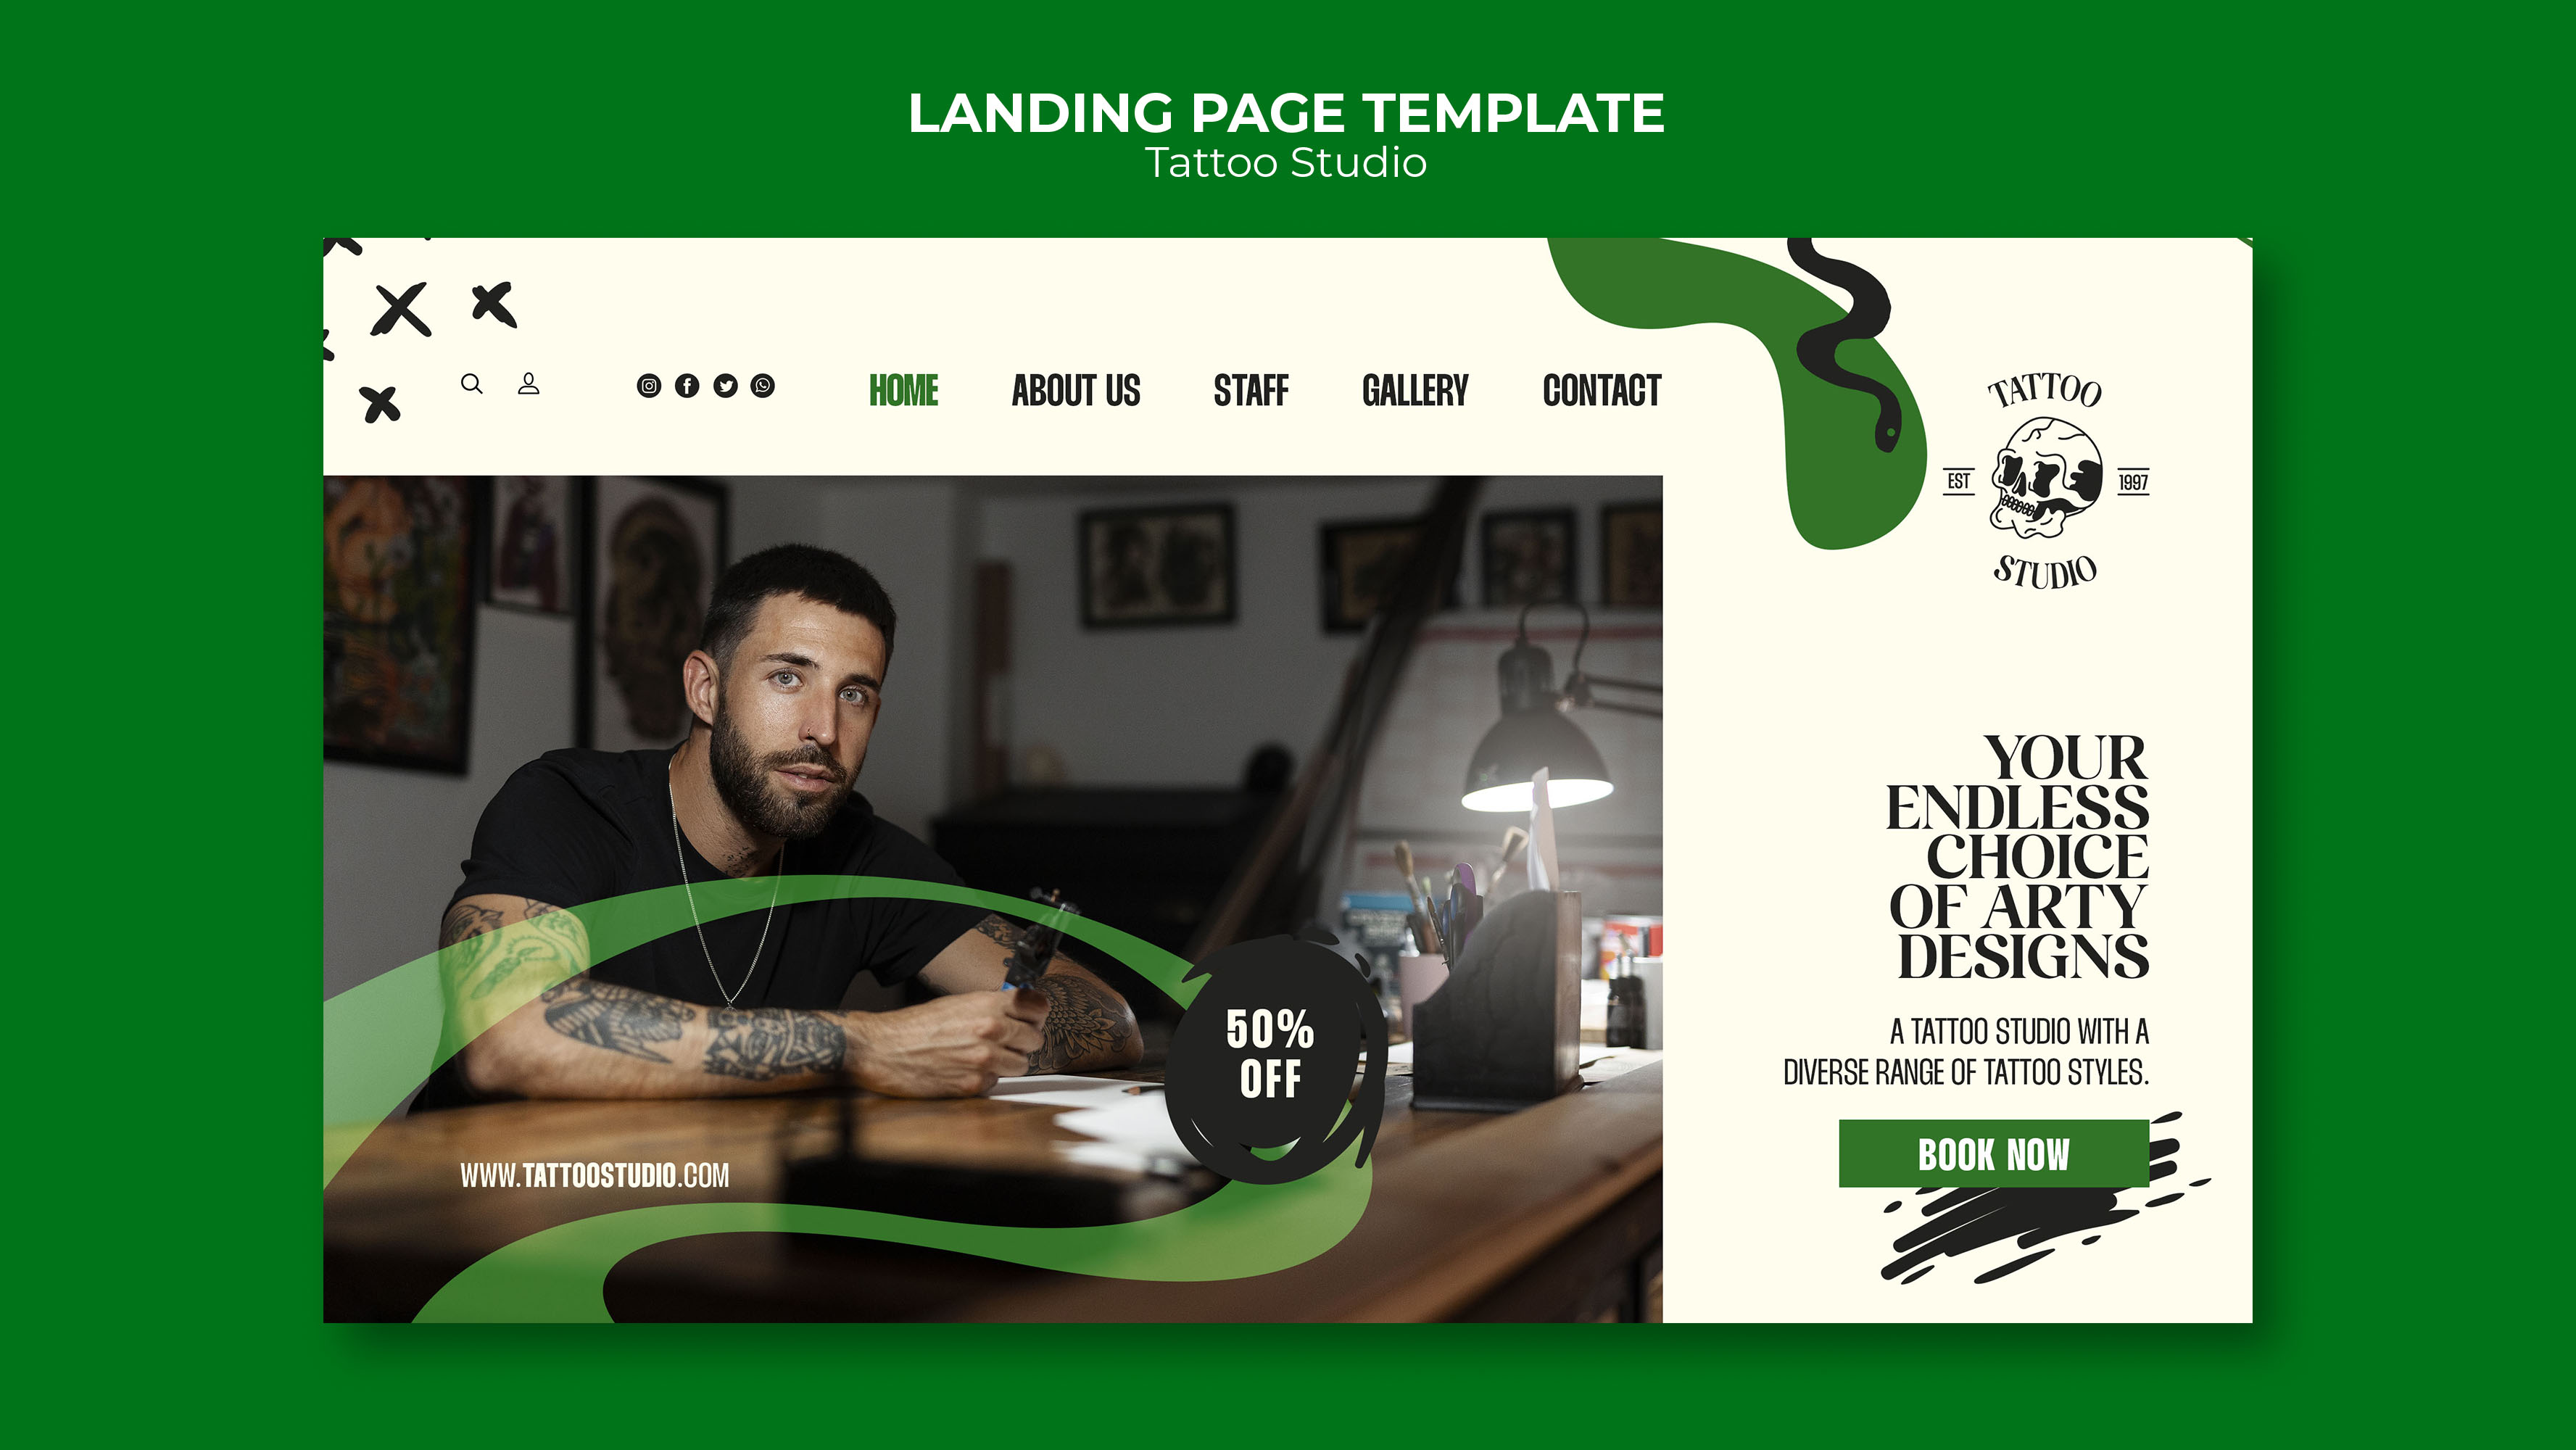 LANDING PAGE TEMPLATE
Tattoo Studio
HOME ABOUT US STAFF GALLERY CONTACT
TATTOO
EST 1997
STUDIO
YOUR
ENDLESS
CHOICE
OF ARTY
DESIGNS
A TATTOO STUDIO WITH A
DIVERSE RANGE OF TATTOO STYLES.
BOOK NOW
50%
OFF
WWW.TATTOOSTUDIO.COM